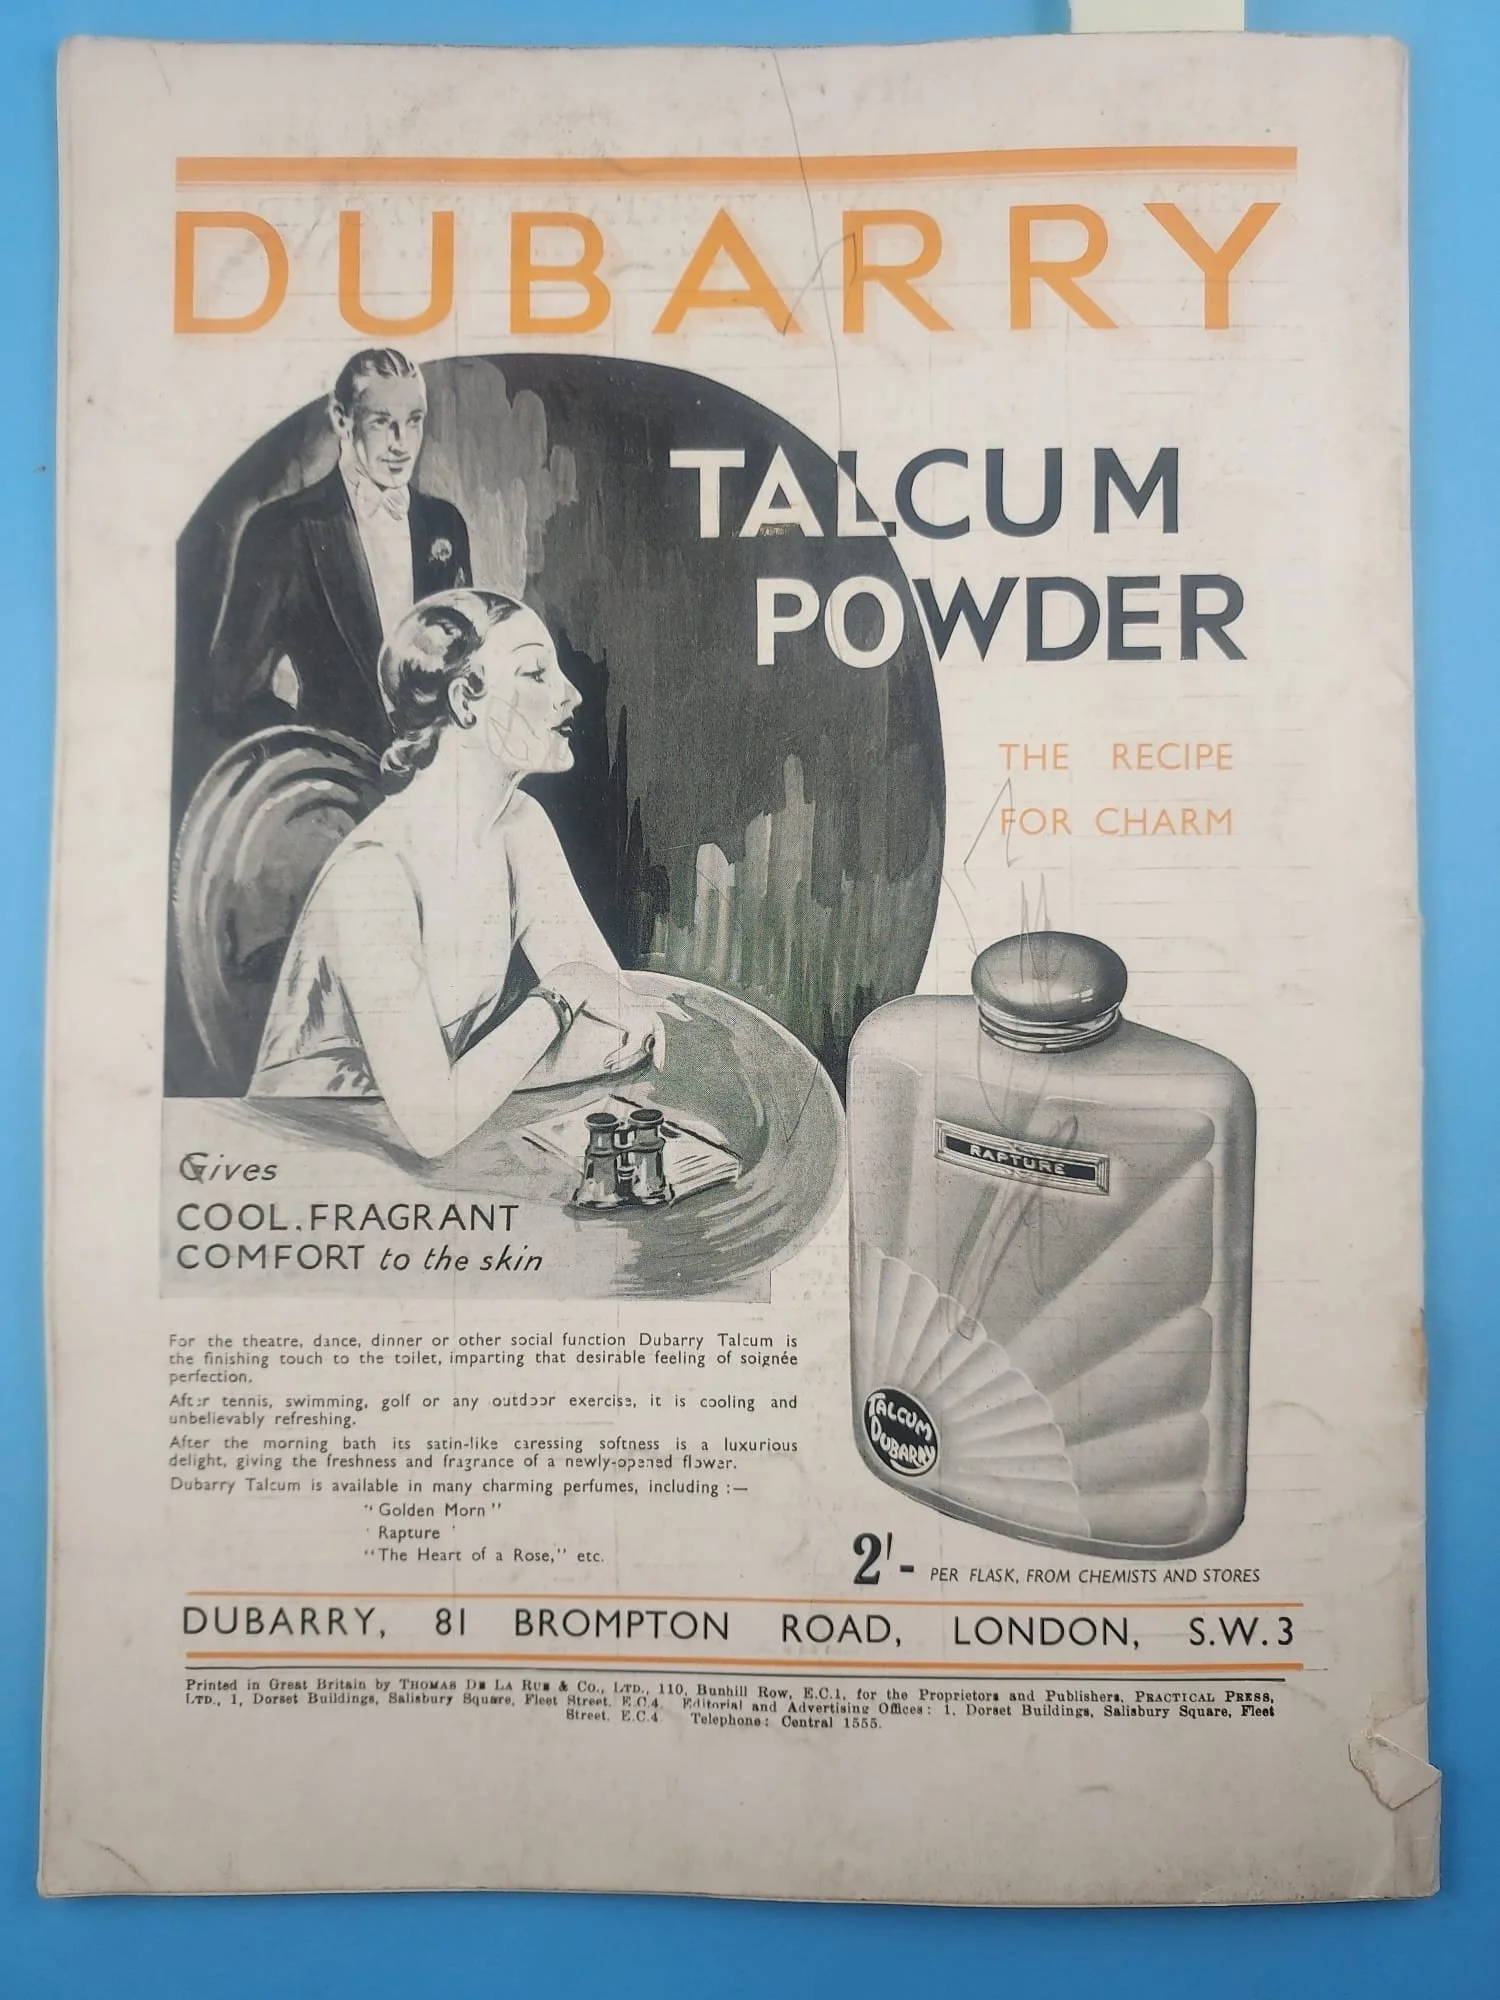 DUBARRY
TALCUM
POWDER
THE RECIPE
FOR CHARM
RAPTURE
TALCUM
DUBARRY
Gives
COOL, FRAGRANT
COMFORT to the skin
For the theatre, dance, dinner or other social function Dubarry Talcum is
the finishing touch to the toilet, imparting that desirable feeling of soignée
perfection.
After tennis, swimming, golf or any outdoor exercise, it is cooling and
unbelievably refreshing.
After the morning bath its satin-like caressing softness is a luxurious
delight, giving the freshness and fragrance of a newly-opened flower.
Dubarry Talcum is available in many charming perfumes, including :—
"Golden Morn"
' Rapture '
"The Heart of a Rose," etc.
2/- PER FLASK, FROM CHEMISTS AND STORES
DUBARRY, 81 BROMPTON ROAD, LONDON, S.W.3
Printed in Great Britain by THOMAS DE LA RUE & CO., LTD., 110, Bunhill Row, E.C.1, for the Proprietors and Publishers, PRACTICAL PRESS,
LTD., 1, Dorset Buildings, Salisbury Square, Fleet Street. E.C.4. Editorial and Advertising Offices: 1, Dorset Buildings, Salisbury Square, Fleet
Street. E.C.4 Telephone: Central 1555.